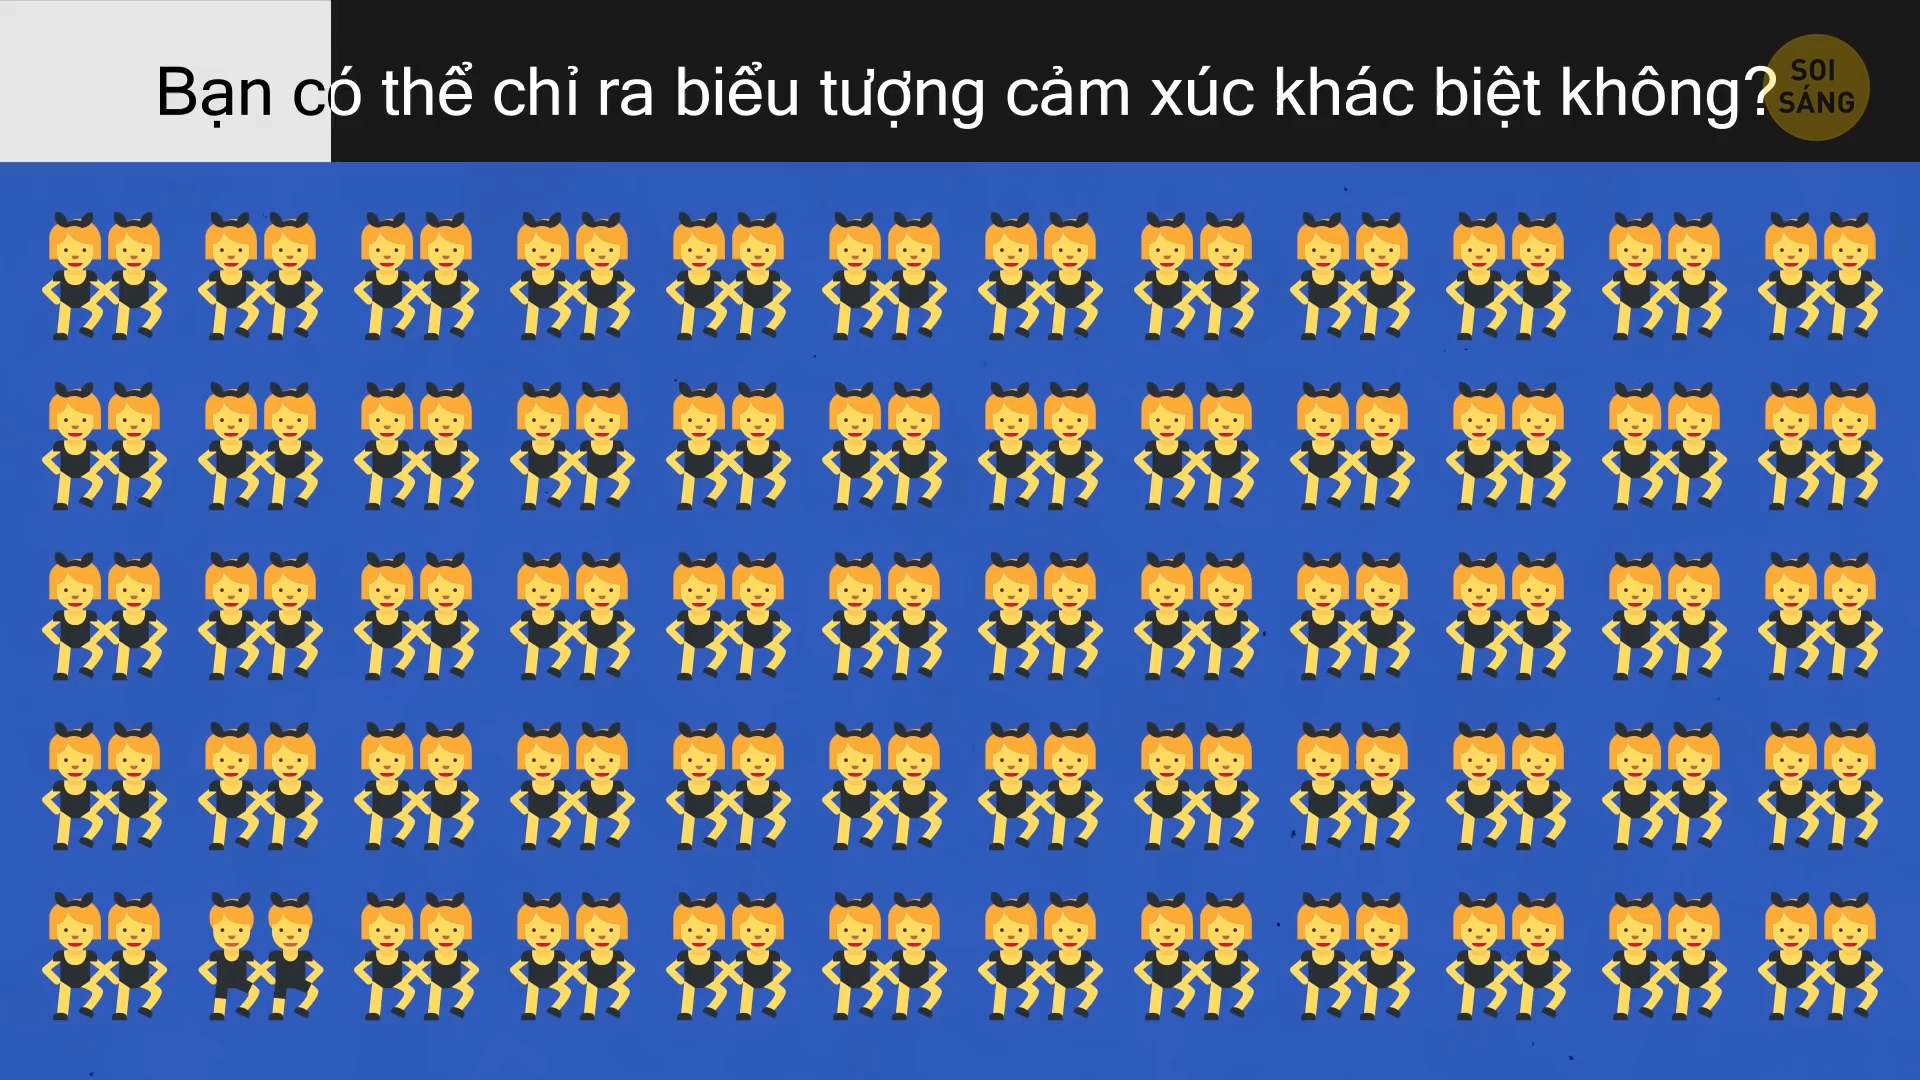 Bạn có thể chỉ ra biểu tượng cảm xúc khác biệt không?
SOI
SÁNG